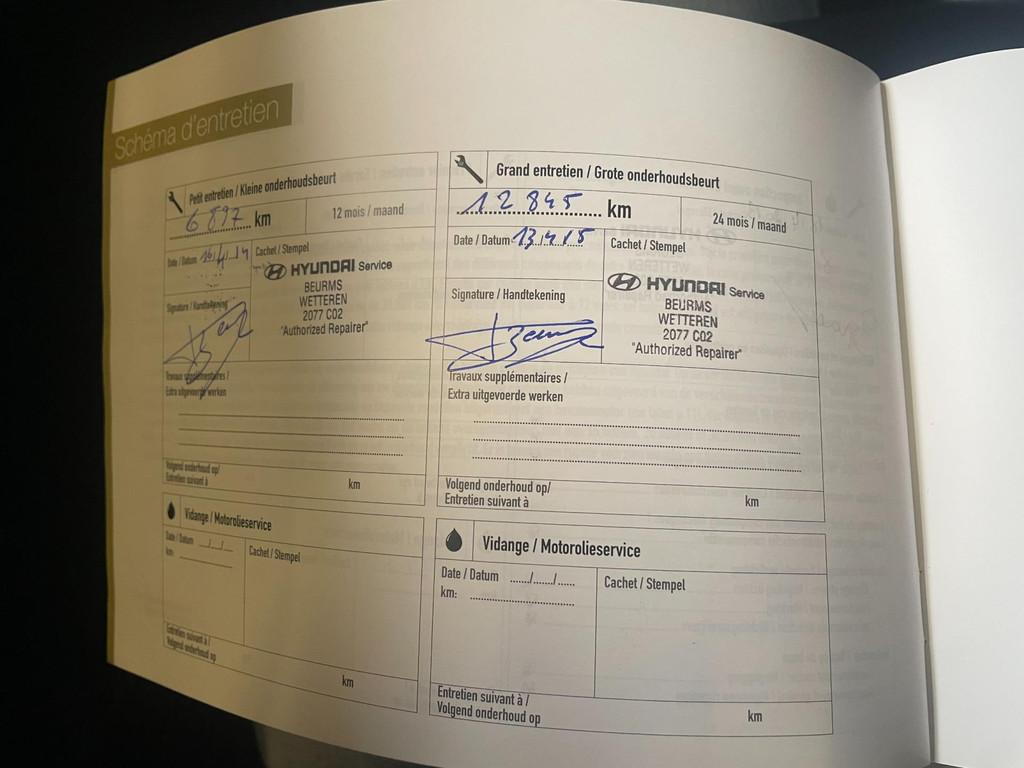 Schéma d'entretien
Petit entretien / Kleine onderhoudsbeurt
6 897 km
12 mois / maand
Date / Datum 16/4/14
Cachet / Stempel
HYUNDAI Service
BEURMS
WETTEREN
2077 C02
"Authorized Repairer"
Signature / Handtekening
Travaux supplémentaires /
Extra uitgevoerde werken
Volgend onderhoud op/
Entretien suivant à
km
Vidange / Motorolieservice
Date / Datum ../../..
km:
Cachet / Stempel
Entretien suivant à /
Volgend onderhoud op
km
Grand entretien / Grote onderhoudsbeurt
12 845 km
24 mois / maand
Date / Datum 13/4/15
Cachet / Stempel
HYUNDAI Service
BEURMS
WETTEREN
2077 C02
"Authorized Repairer"
Signature / Handtekening
Travaux supplémentaires /
Extra uitgevoerde werken
Volgend onderhoud op/
Entretien suivant à
km
Vidange / Motorolieservice
Date / Datum ....../....../......
km:
Cachet / Stempel
Entretien suivant à /
Volgend onderhoud op
km